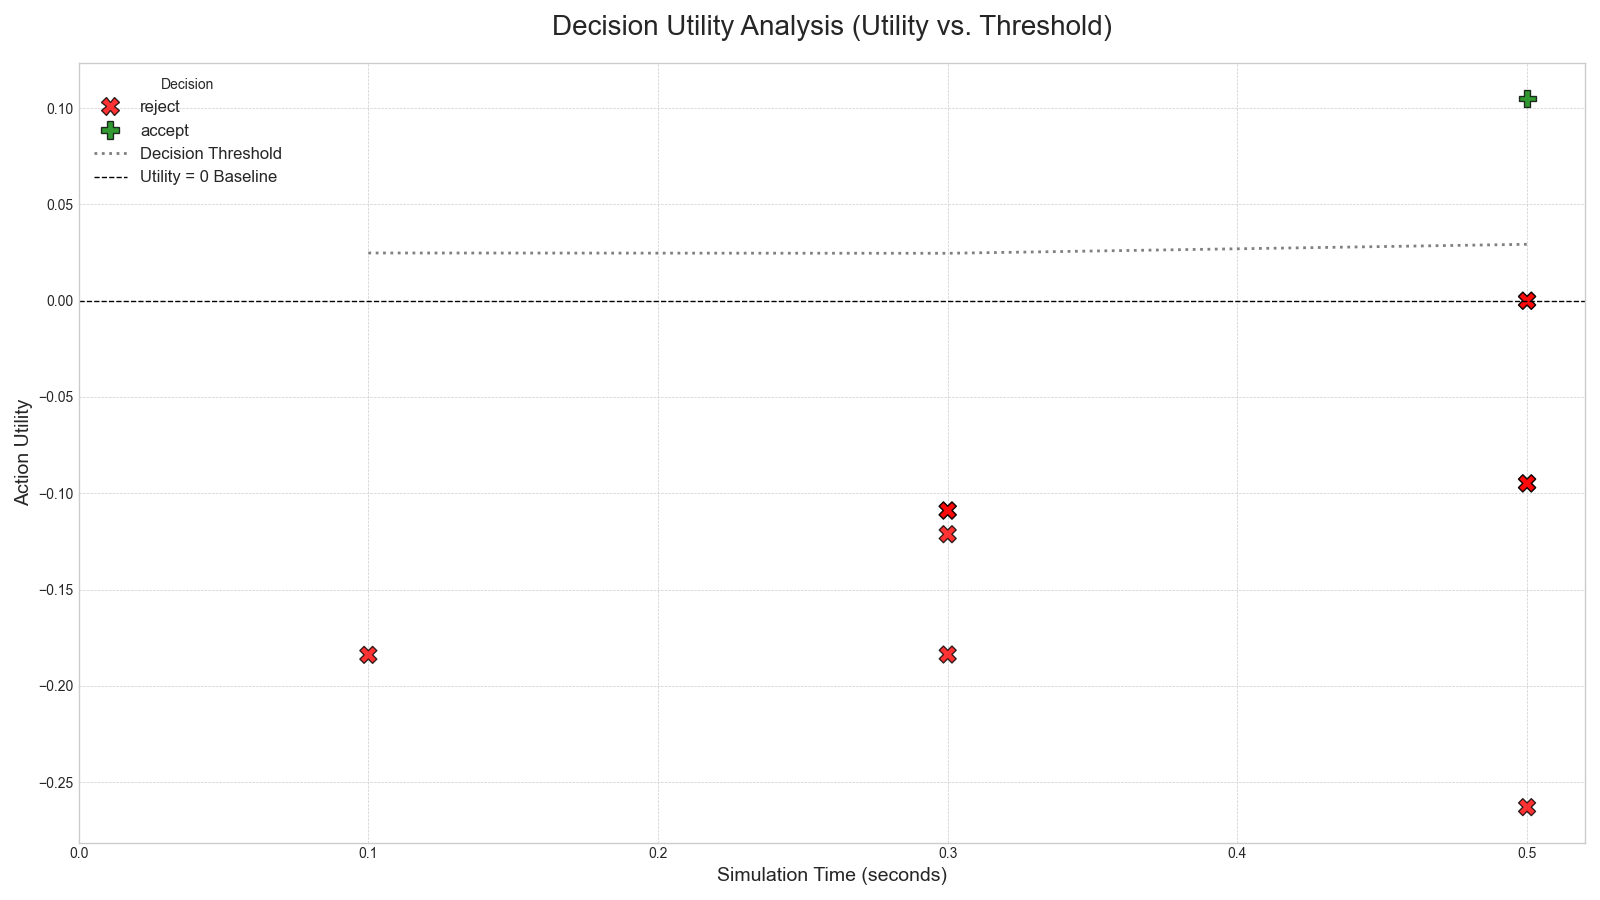 Decision Utility Analysis (Utility vs. Threshold)
Decision
reject
accept
Decision Threshold
Utility = 0 Baseline
0.10
0.05
0.00
−0.05
−0.10
−0.15
−0.20
−0.25
Action Utility
0.0 0.1 0.2 0.3 0.4 0.5
Simulation Time (seconds)